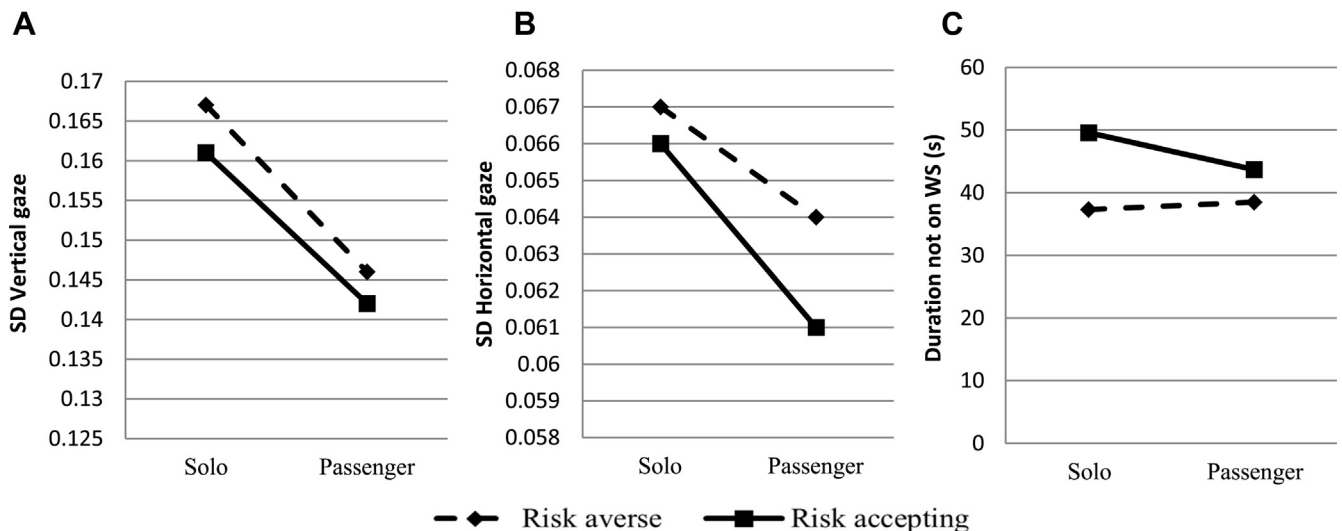 A
SD Vertical gaze
0.17
0.165
0.16
0.155
0.15
0.145
0.14
0.135
0.13
0.125
Solo Passenger
B
SD Horizontal gaze
0.068
0.067
0.066
0.065
0.064
0.063
0.062
0.061
0.06
0.059
0.058
Solo Passenger
C
Duration not on WS (s)
60
50
40
30
20
10
0
Solo Passenger
Risk averse Risk accepting